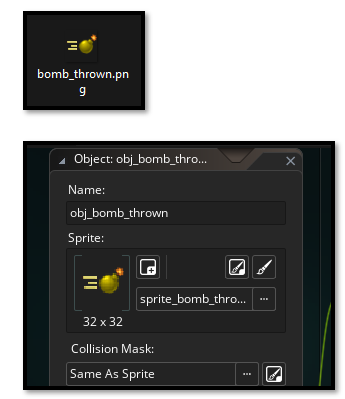 bomb_thrown.pn
g
Object: obj_bomb_thro...
Name:
obj_bomb_thrown
Sprite:
sprite_bomb_thro...
32 x 32
Collision Mask:
Same As Sprite